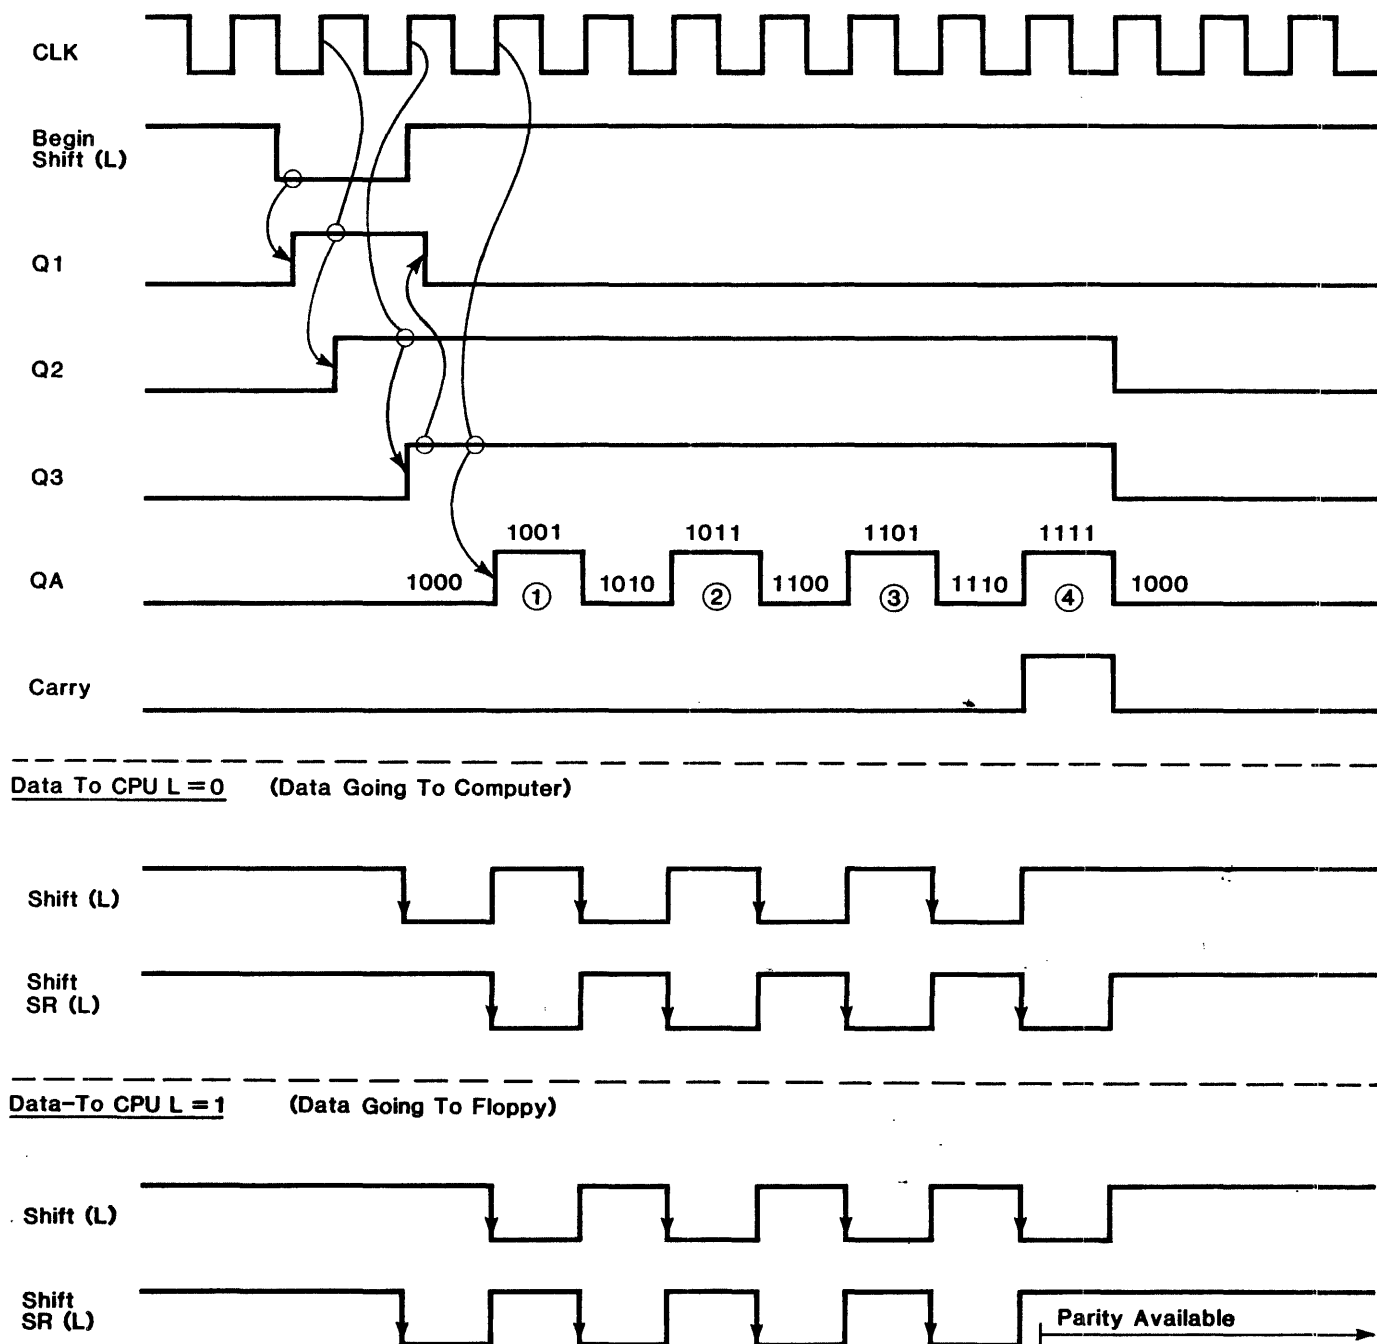 CLK
Begin
Shift (L)
Q1
Q2
Q3
1001 1011 1101 1111
QA 1000 1010 1100 1110 1000
① ② ③ ④
Carry
Data To CPU L = 0 (Data Going To Computer)
Shift (L)
Shift
SR (L)
Data-To CPU L = 1 (Data Going To Floppy)
Shift (L)
Shift
SR (L)
Parity Available